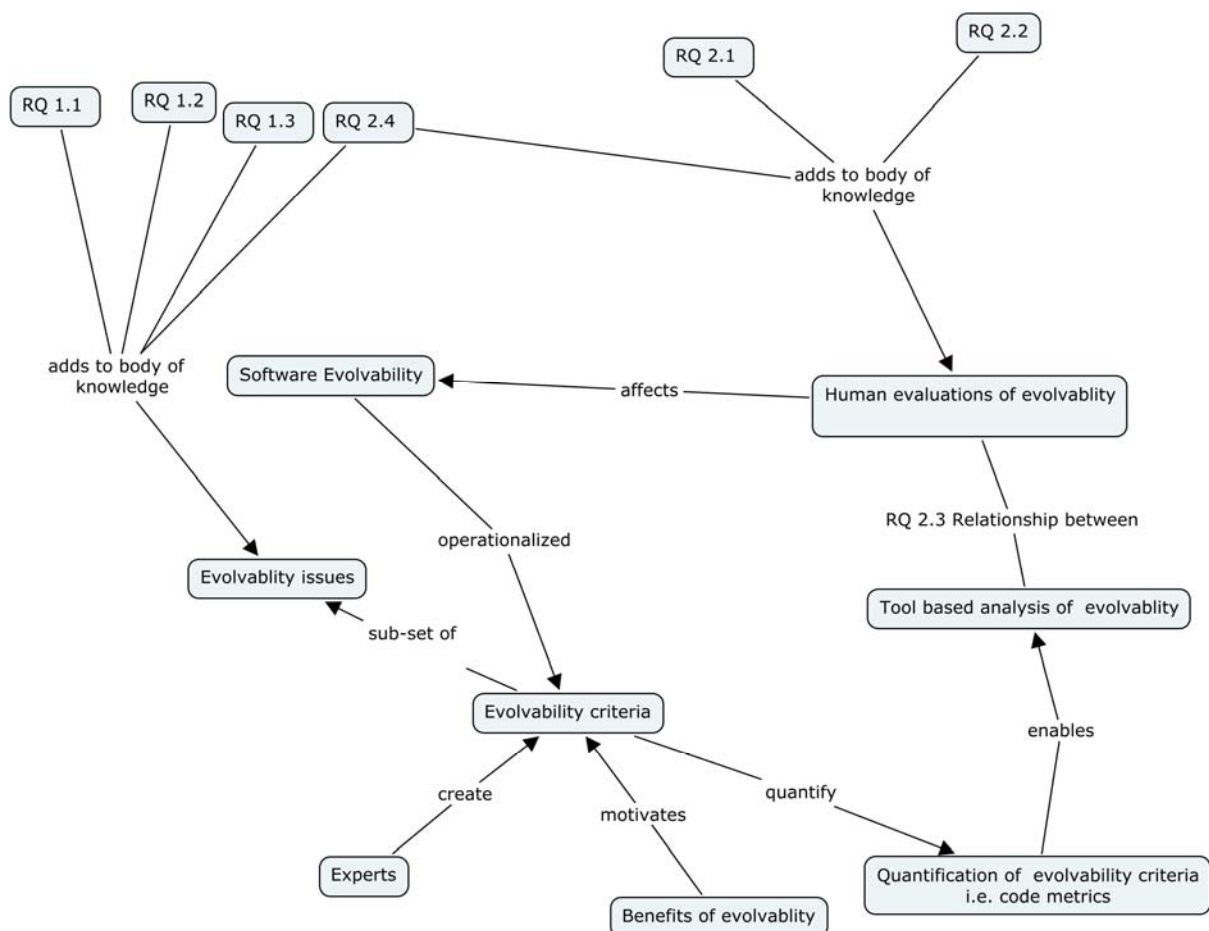 RQ 2.2
RQ 2.1
RQ 1.1
RQ 1.2
RQ 1.3
RQ 2.4
adds to body of
knowledge
adds to body of
knowledge
Software Evolvability
affects
Human evaluations of evolvablity
RQ 2.3 Relationship between
operationalized
Evolvablity issues
Tool based analysis of evolvablity
sub-set of
Evolvability criteria
enables
create
quantify
motivates
Experts
Quantification of evolvability criteria
i.e. code metrics
Benefits of evolvablity